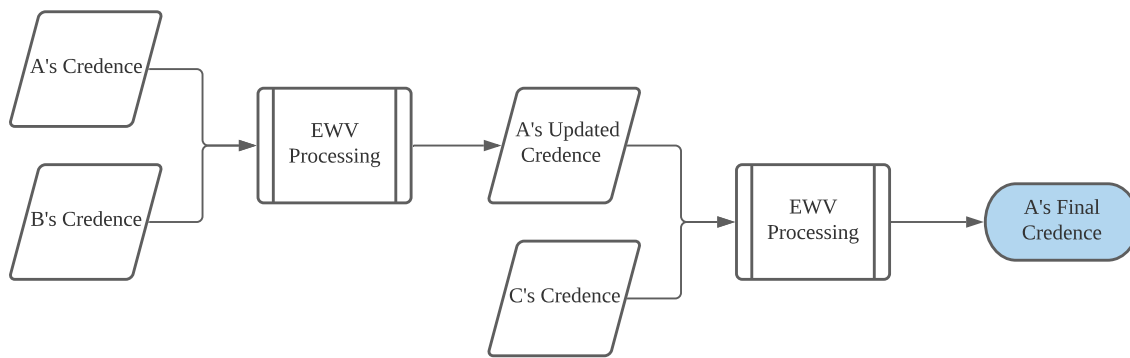 A's Credence
B's Credence
EWV
Processing
A's Updated
Credence
C's Credence
EWV
Processing
A's Final
Credence